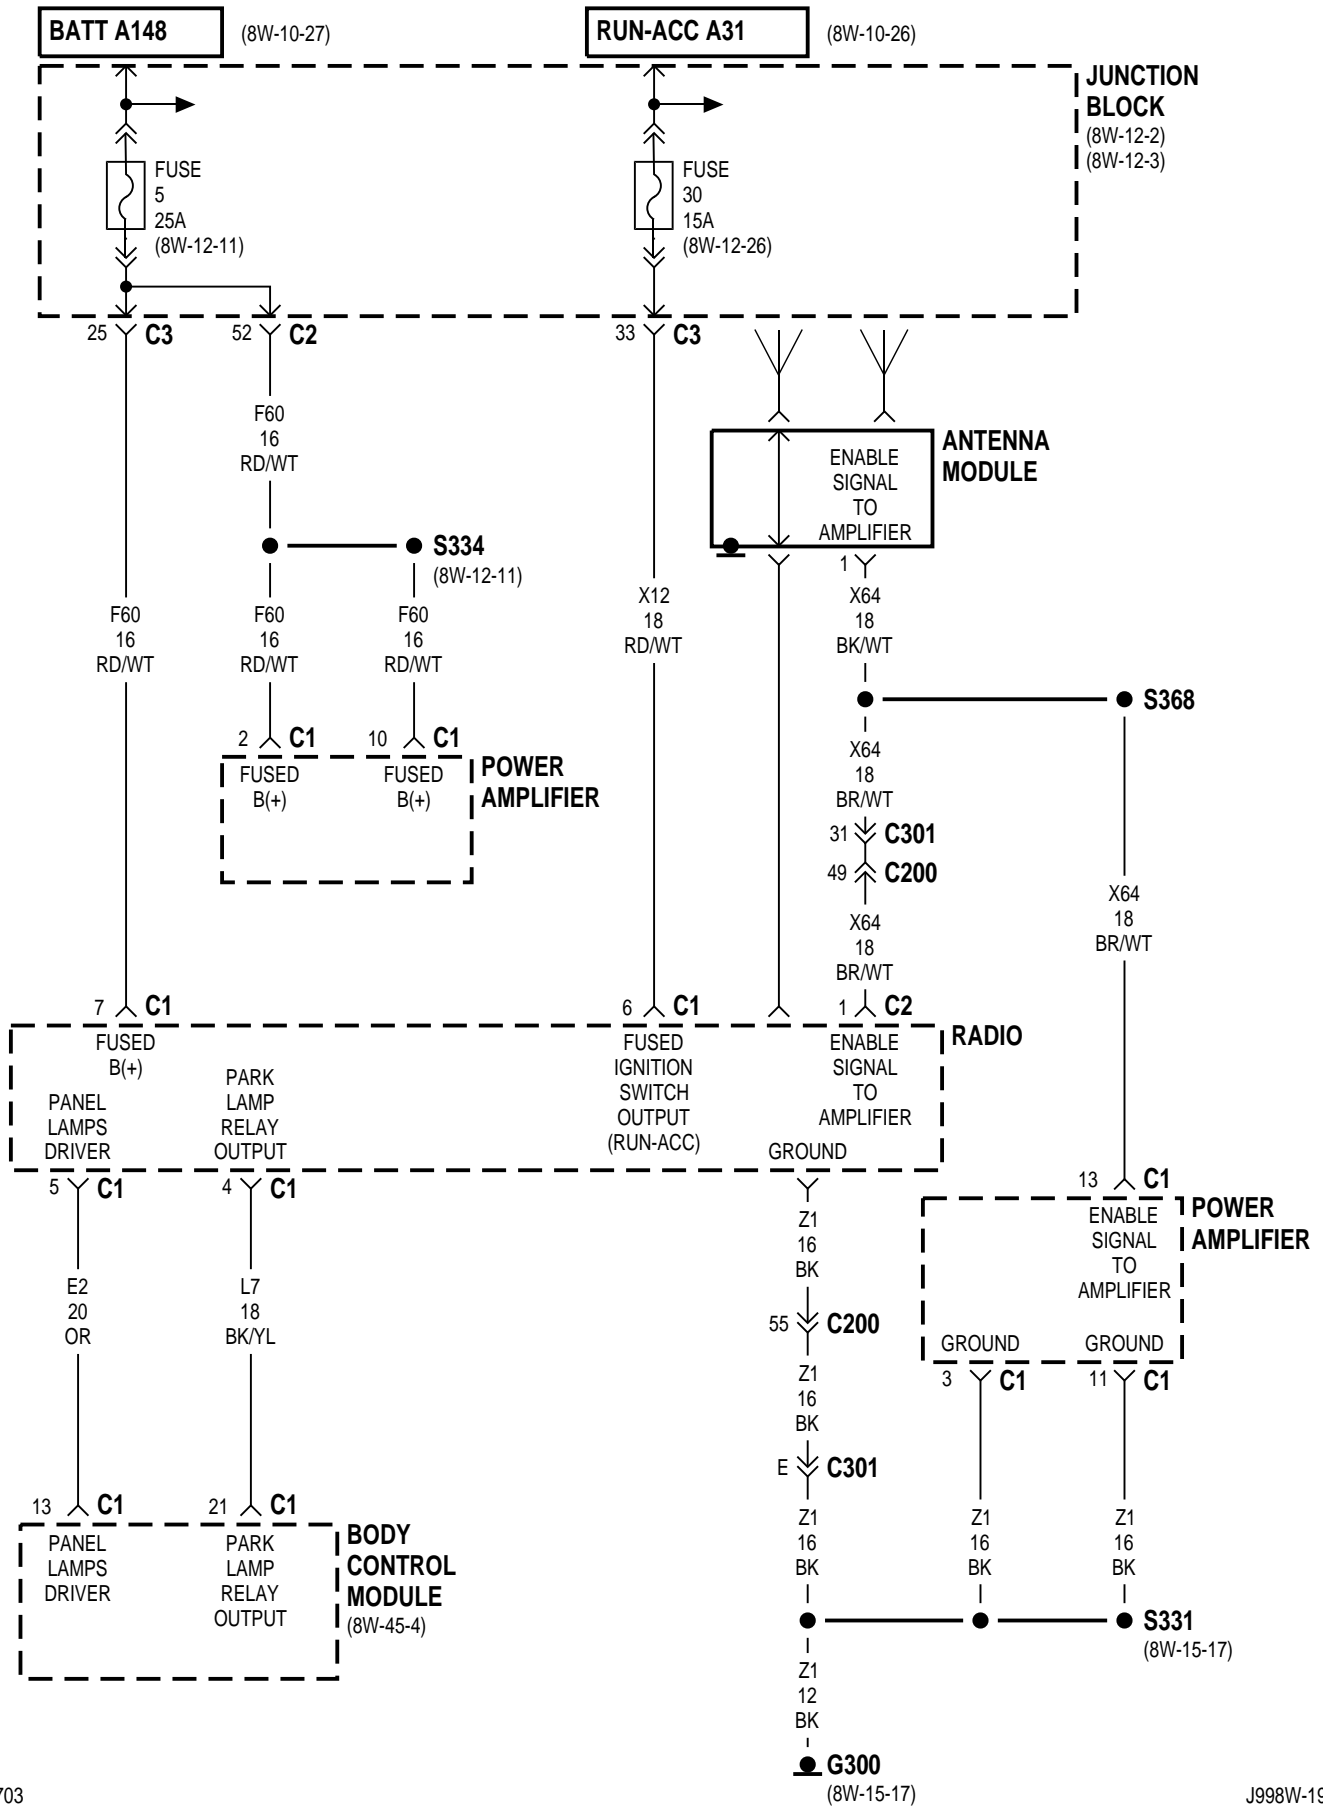 BATT A148
(8W-10-27)
RUN-ACC A31
(8W-10-26)
JUNCTION
BLOCK
(8W-12-2)
(8W-12-3)
FUSE
5
25A
(8W-12-11)
FUSE
30
15A
(8W-12-26)
25
C3
52
C2
33
C3
F60
16
RD/WT
ANTENNA
MODULE
ENABLE
SIGNAL
TO
AMPLIFIER
S334
(8W-12-11)
1
F60
16
RD/WT
F60
16
RD/WT
F60
16
RD/WT
X12
18
RD/WT
X64
18
BK/WT
S368
2
C1
10
C1
FUSED
B(+)
FUSED
B(+)
POWER
AMPLIFIER
X64
18
BR/WT
31
C301
49
C200
X64
18
BR/WT
X64
18
BR/WT
7
C1
6
C1
1
C2
RADIO
FUSED
B(+)
PANEL
LAMPS
DRIVER
PARK
LAMP
RELAY
OUTPUT
FUSED
IGNITION
SWITCH
OUTPUT
(RUN-ACC)
ENABLE
SIGNAL
TO
AMPLIFIER
GROUND
5
C1
4
C1
13
C1
POWER
AMPLIFIER
ENABLE
SIGNAL
TO
AMPLIFIER
GROUND
GROUND
Z1
16
BK
E2
20
OR
L7
18
BK/YL
55
C200
3
C1
11
C1
Z1
16
BK
E
C301
13
C1
21
C1
PANEL
LAMPS
DRIVER
PARK
LAMP
RELAY
OUTPUT
BODY
CONTROL
MODULE
(8W-45-4)
Z1
16
BK
Z1
16
BK
Z1
16
BK
S331
(8W-15-17)
Z1
12
BK
G300
(8W-15-17)
703
J998W-19